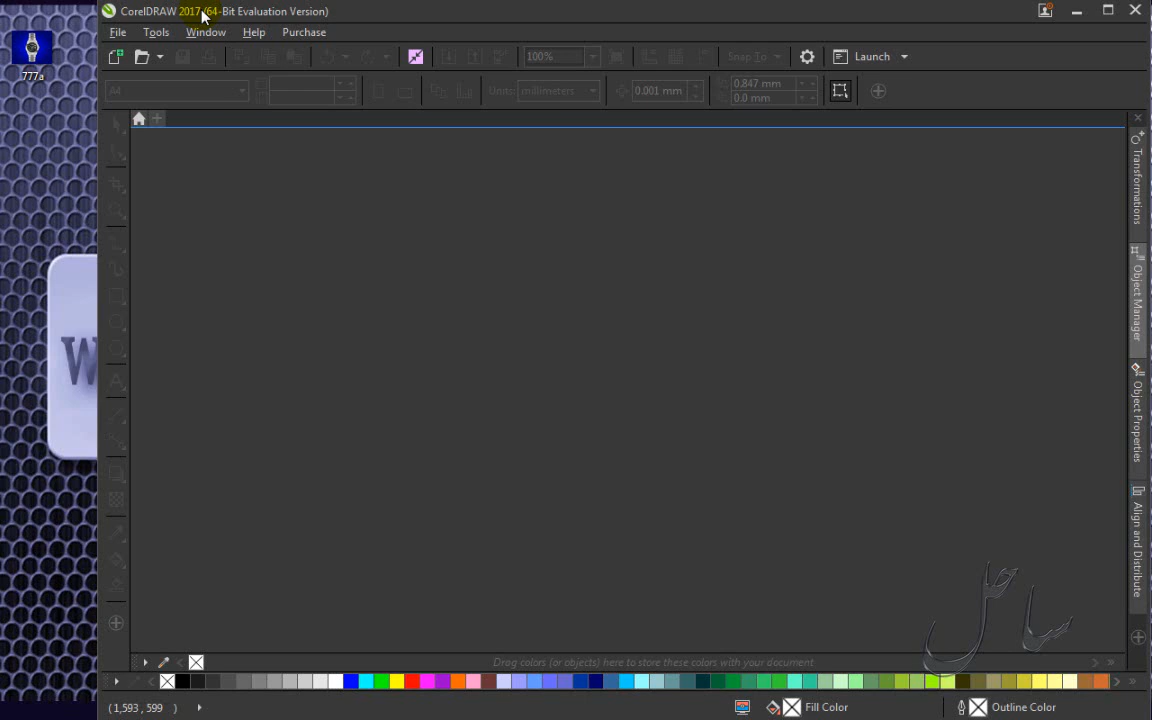 CorelDRAW 2017 (64-Bit Evaluation Version)
File Tools Window Help Purchase
777a
100%
Snap To
Launch
A4
Units: millimeters
0.001 mm
0.847 mm
0.0 mm
Transformations
Object Manager
W
Object Properties
Align and Distribute
Drag colors (or objects) here to store these colors with your document
(1,593, 599 )
Fill Color
Outline Color